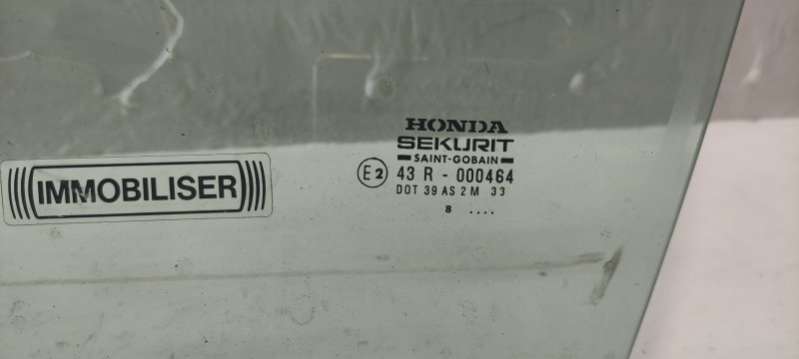 HONDA
SEKURIT
SAINT-GOBAIN
E2 43 R - 000464
DOT 39 AS 2 M 33
8 ....
IMMOBILISER